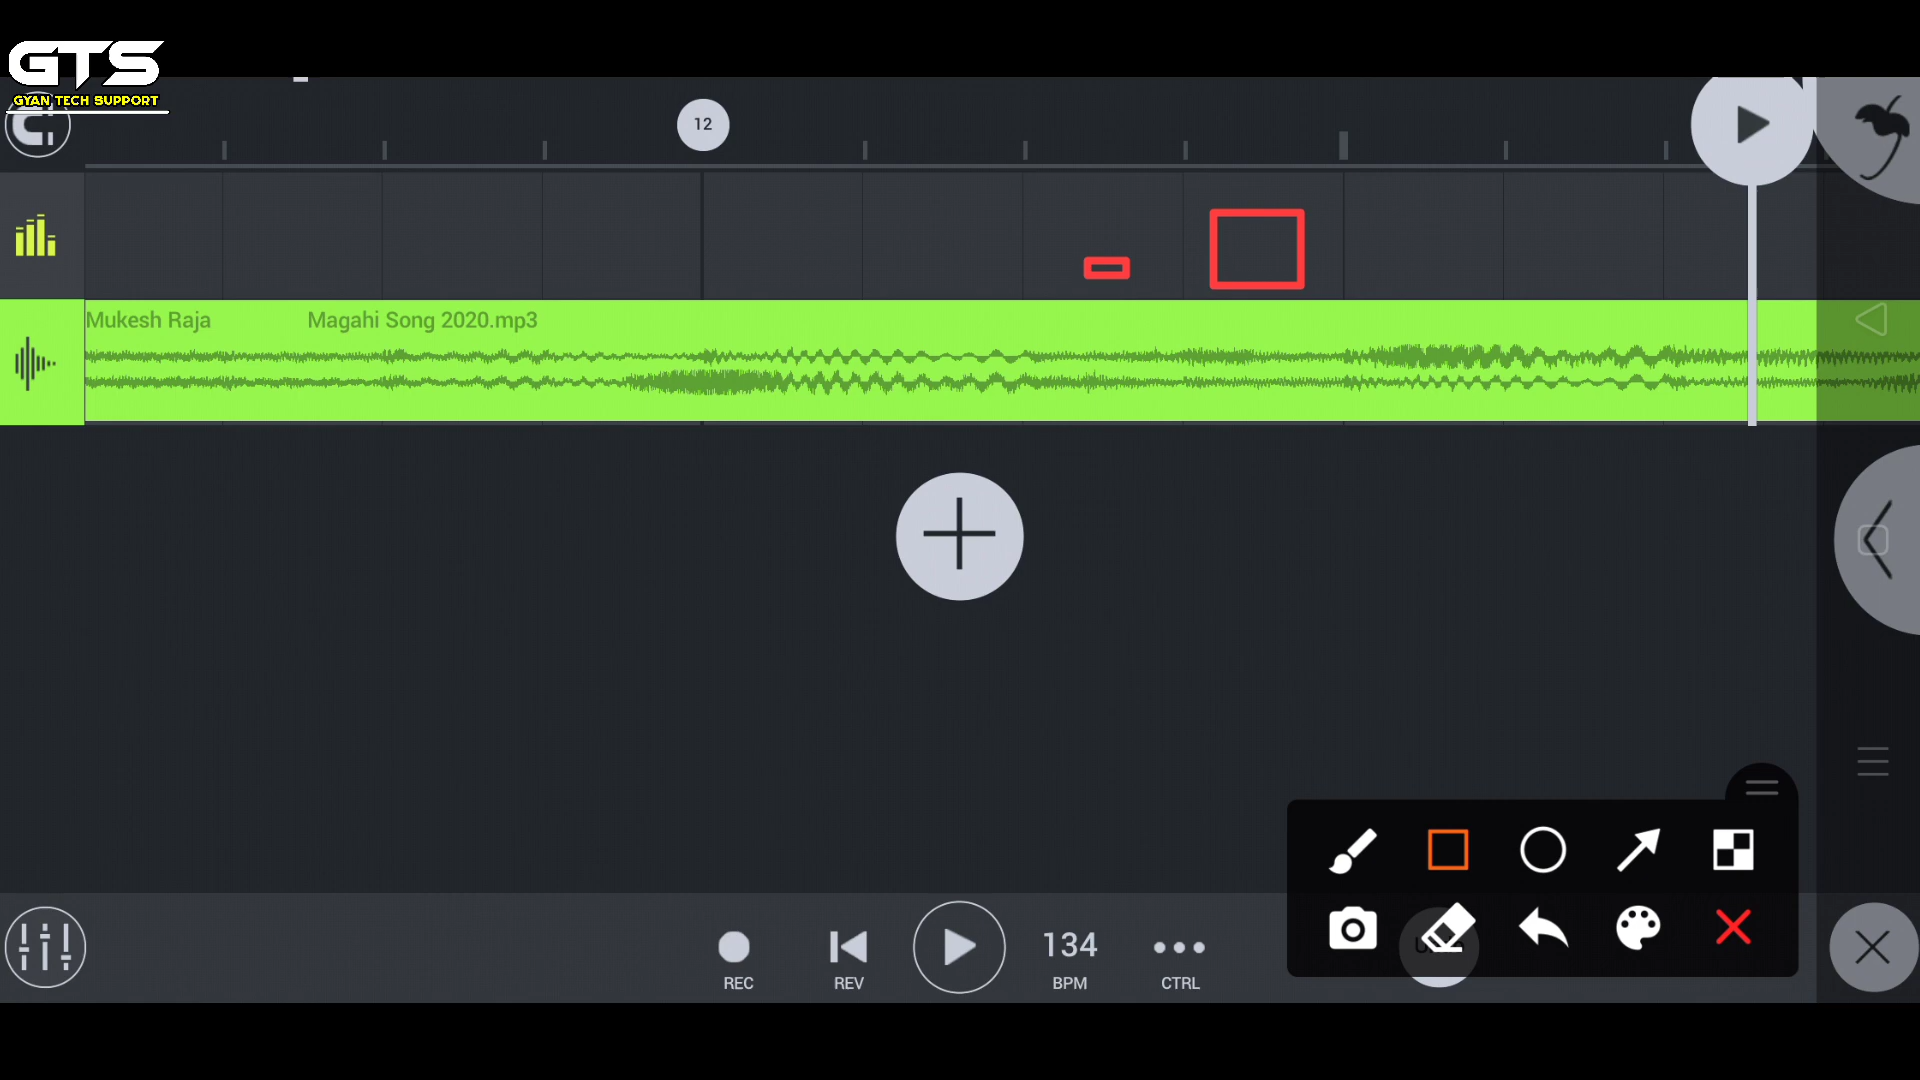 GTS
GYAN TECH SUPPORT
12
Mukesh Raja Magahi Song 2020.mp3
134
REC REV BPM CTRL